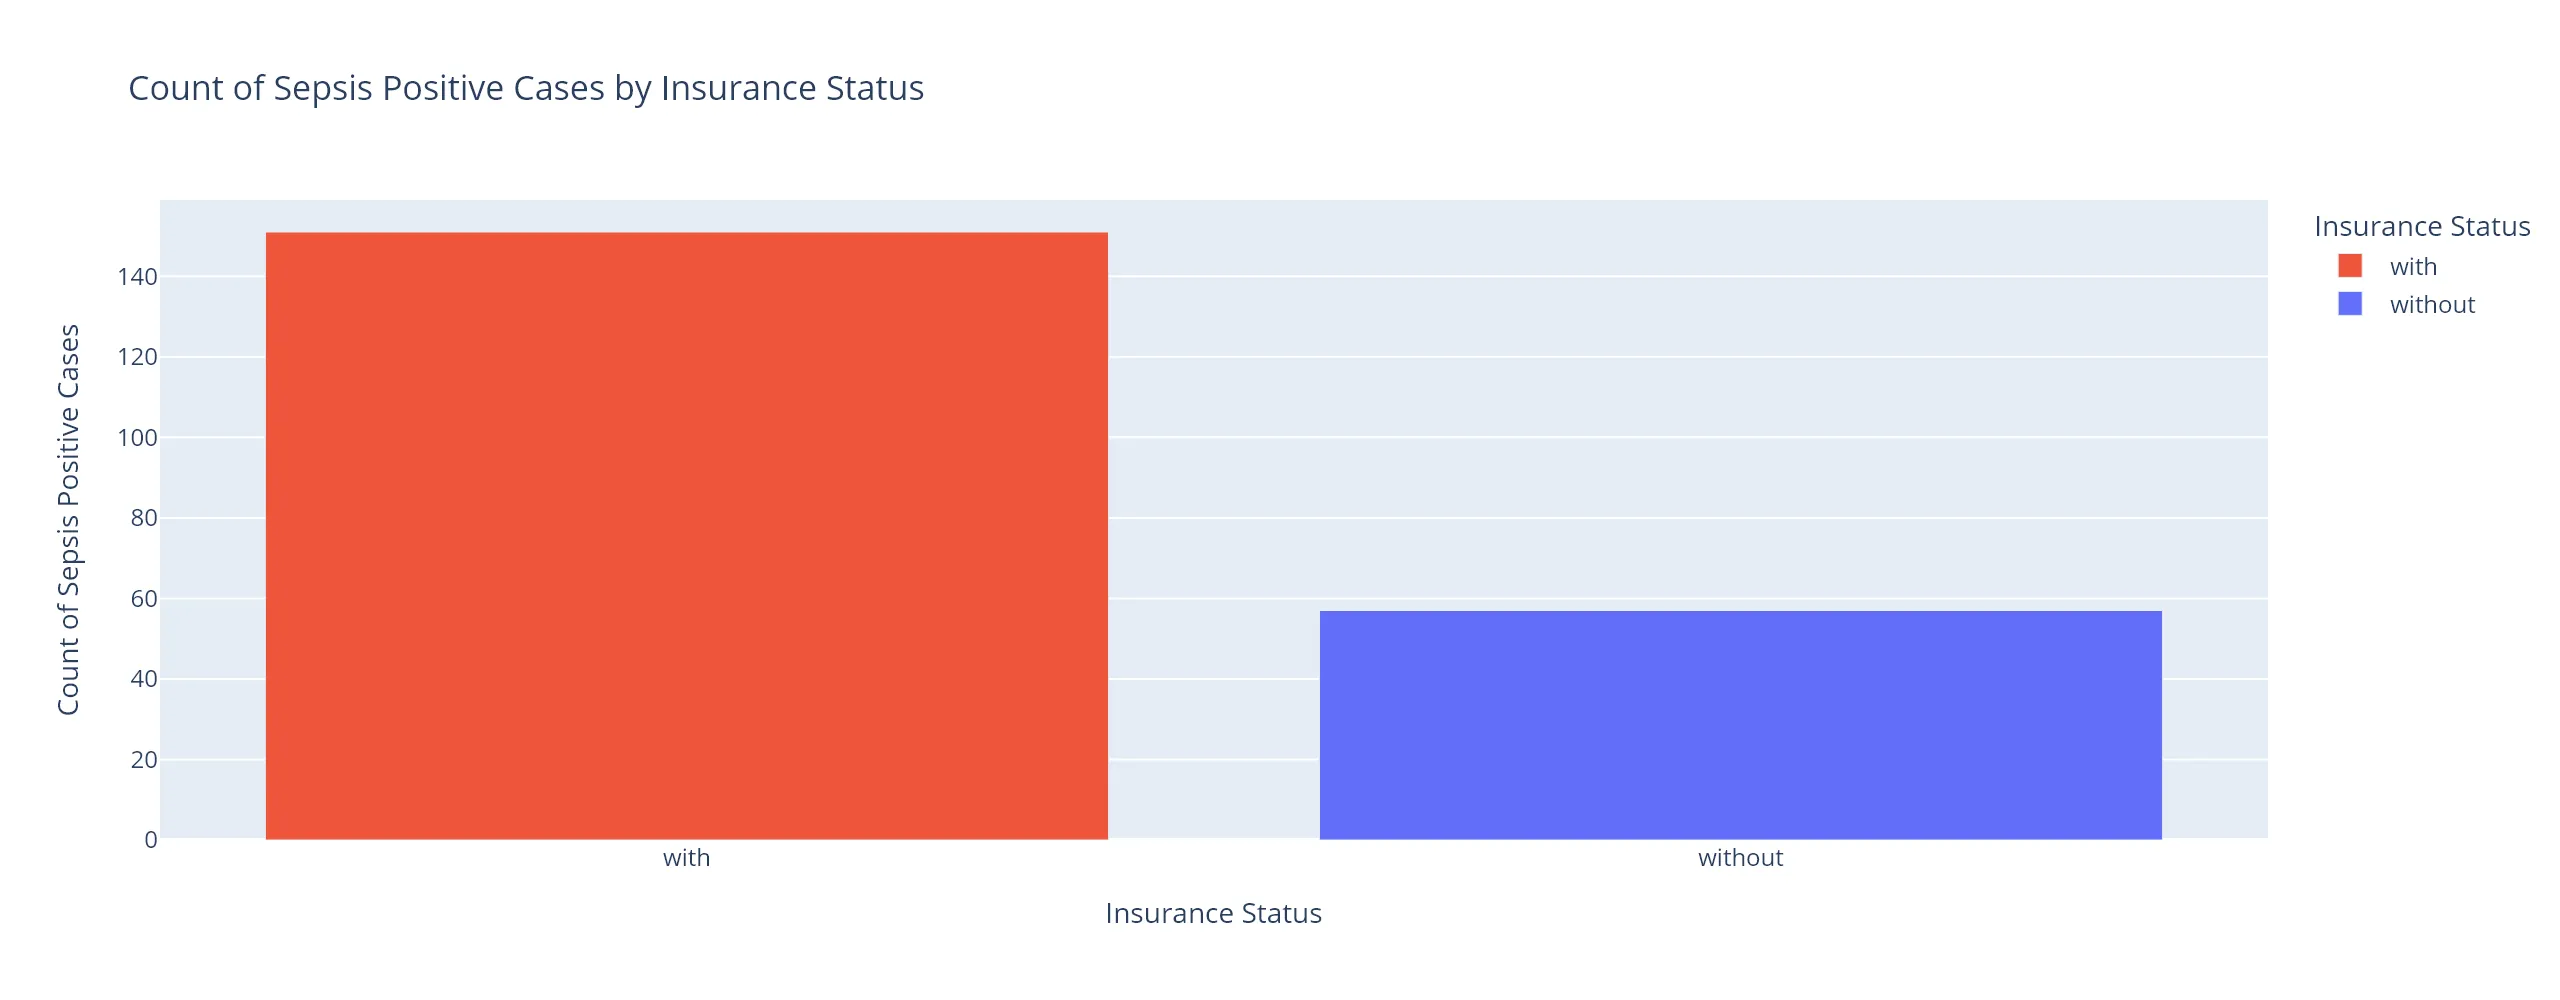 Count of Sepsis Positive Cases by Insurance Status
Insurance Status
with
without
Count of Sepsis Positive Cases
140
120
100
80
60
40
20
0
with
without
Insurance Status